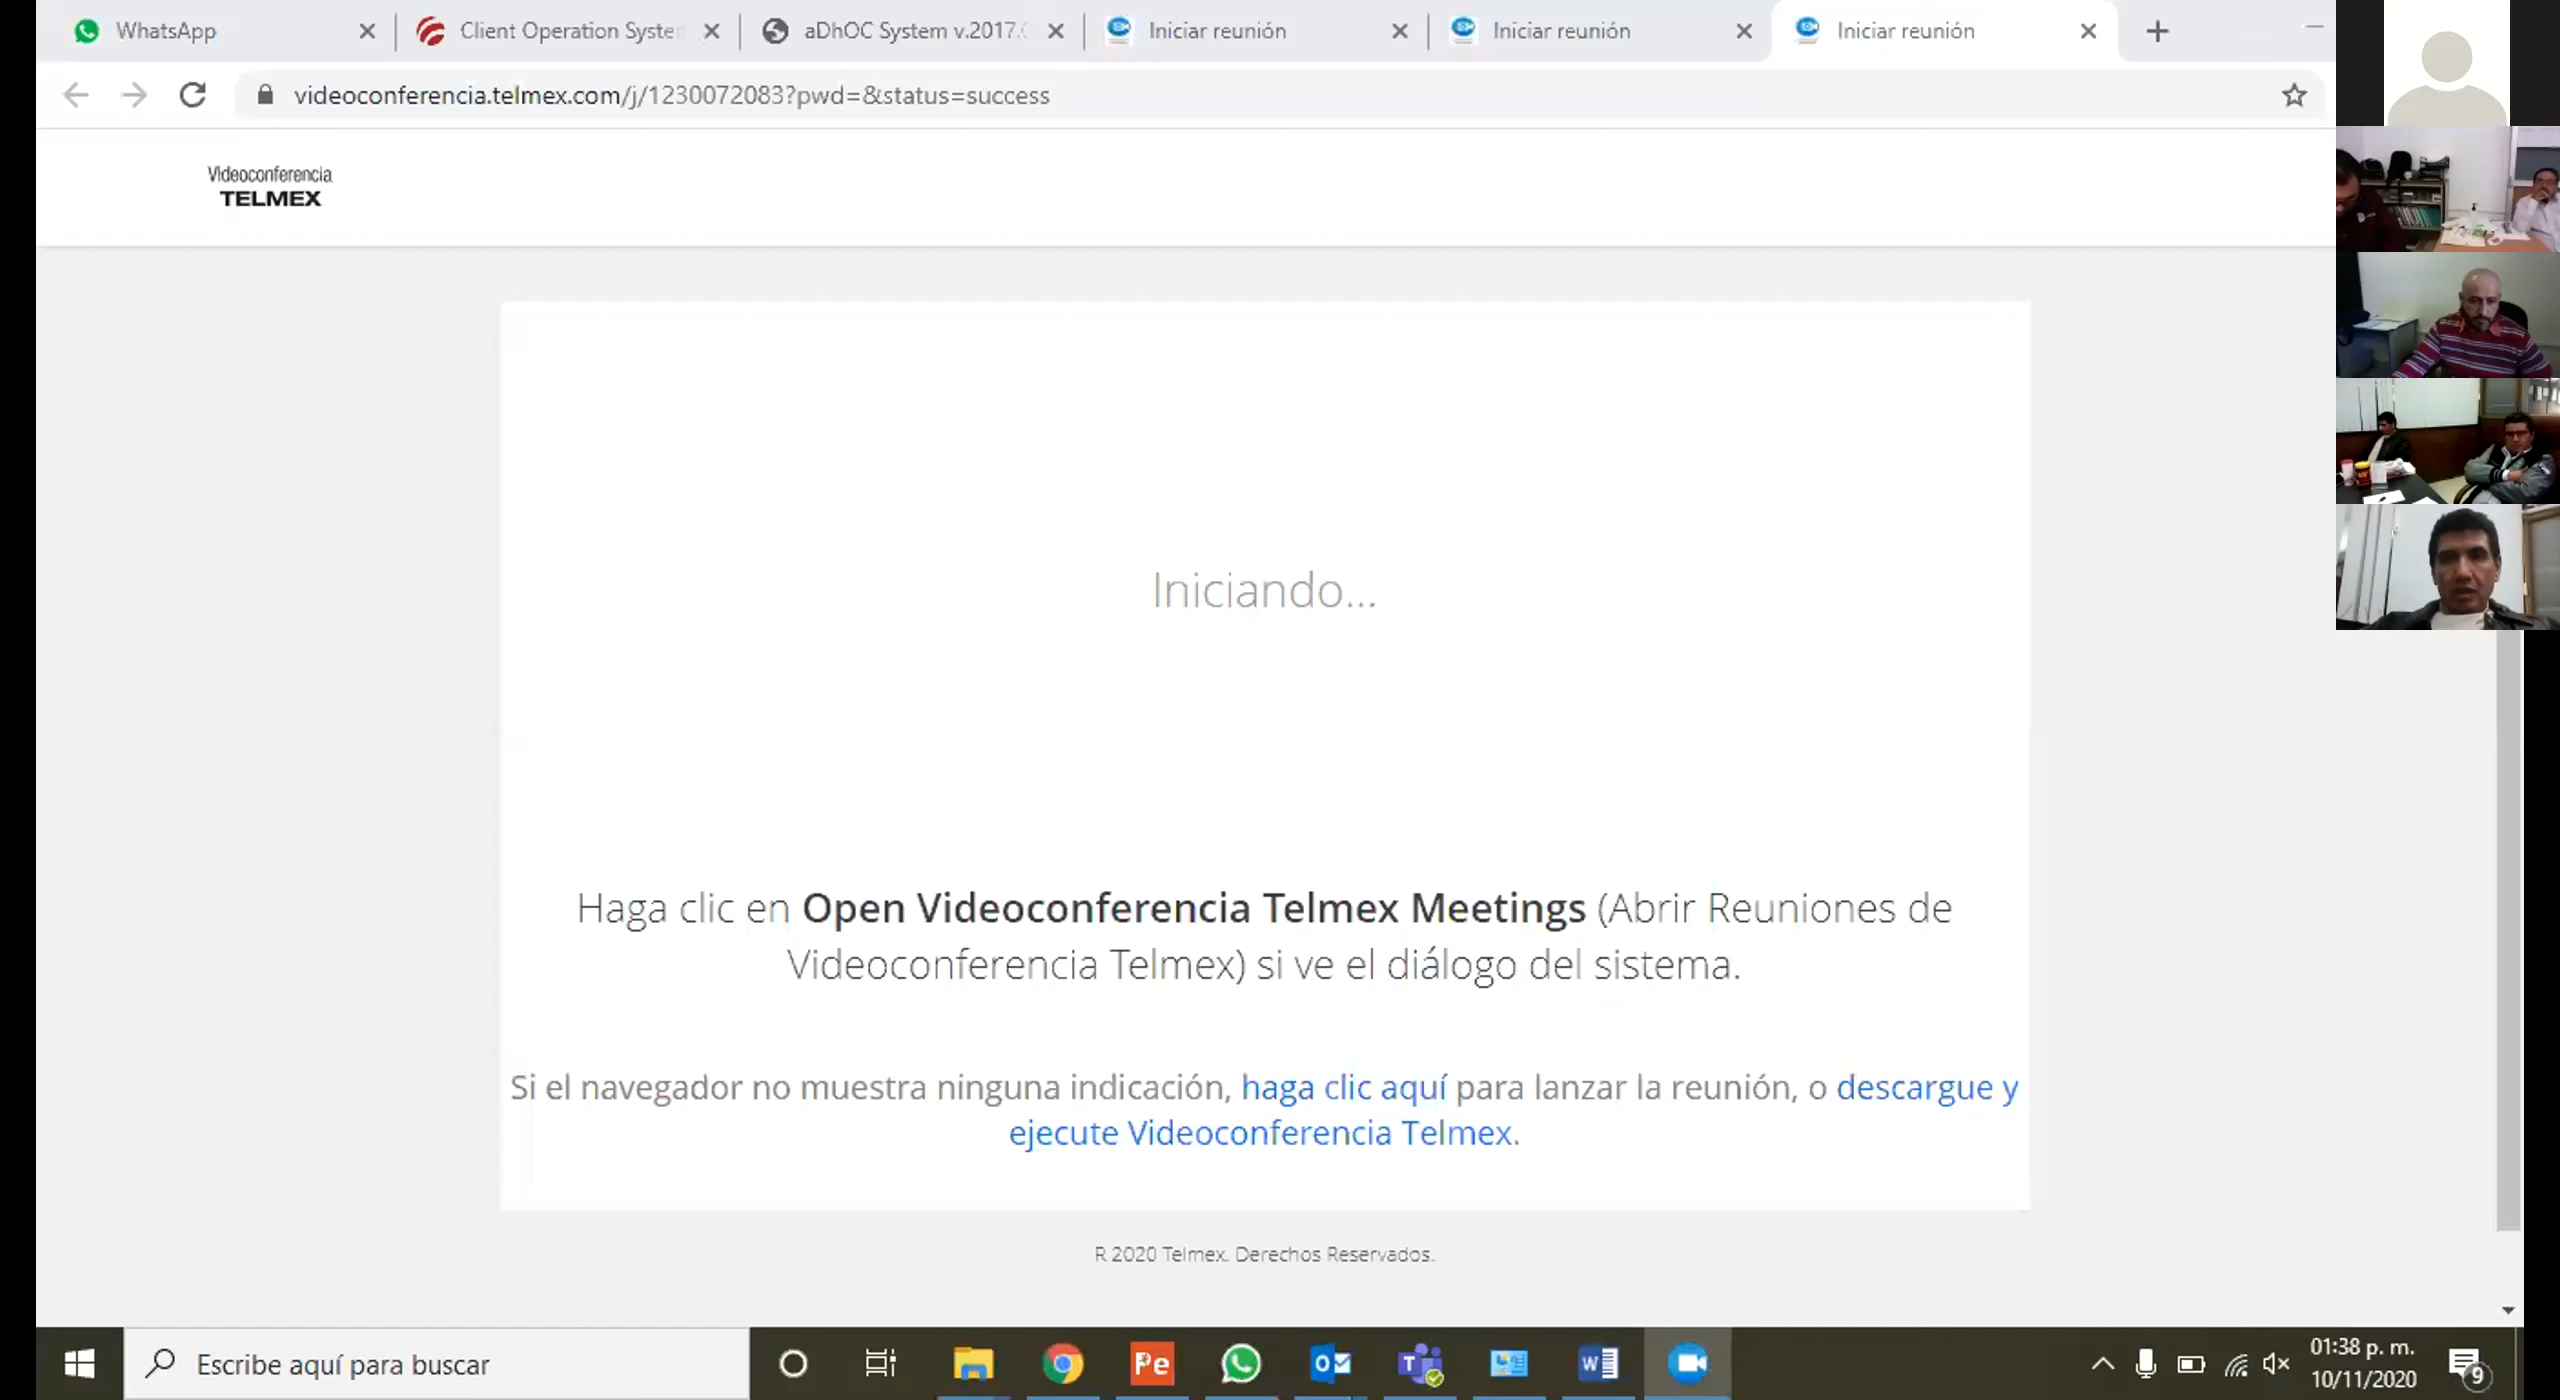 WhatsApp
Client Operation System
aDhOC System v.2017.
Iniciar reunión
Iniciar reunión
Iniciar reunión
videoconferencia.telmex.com/j/1230072083?pwd=&status=success
Videoconferencia
TELMEX
Iniciando...
Haga clic en Open Videoconferencia Telmex Meetings (Abrir Reuniones de
Videoconferencia Telmex) si ve el diálogo del sistema.
Si el navegador no muestra ninguna indicación, haga clic aquí para lanzar la reunión, o descargue y
ejecute Videoconferencia Telmex.
R 2020 Telmex. Derechos Reservados.
Escribe aquí para buscar
Pe
01:38 p. m.
10/11/2020
9